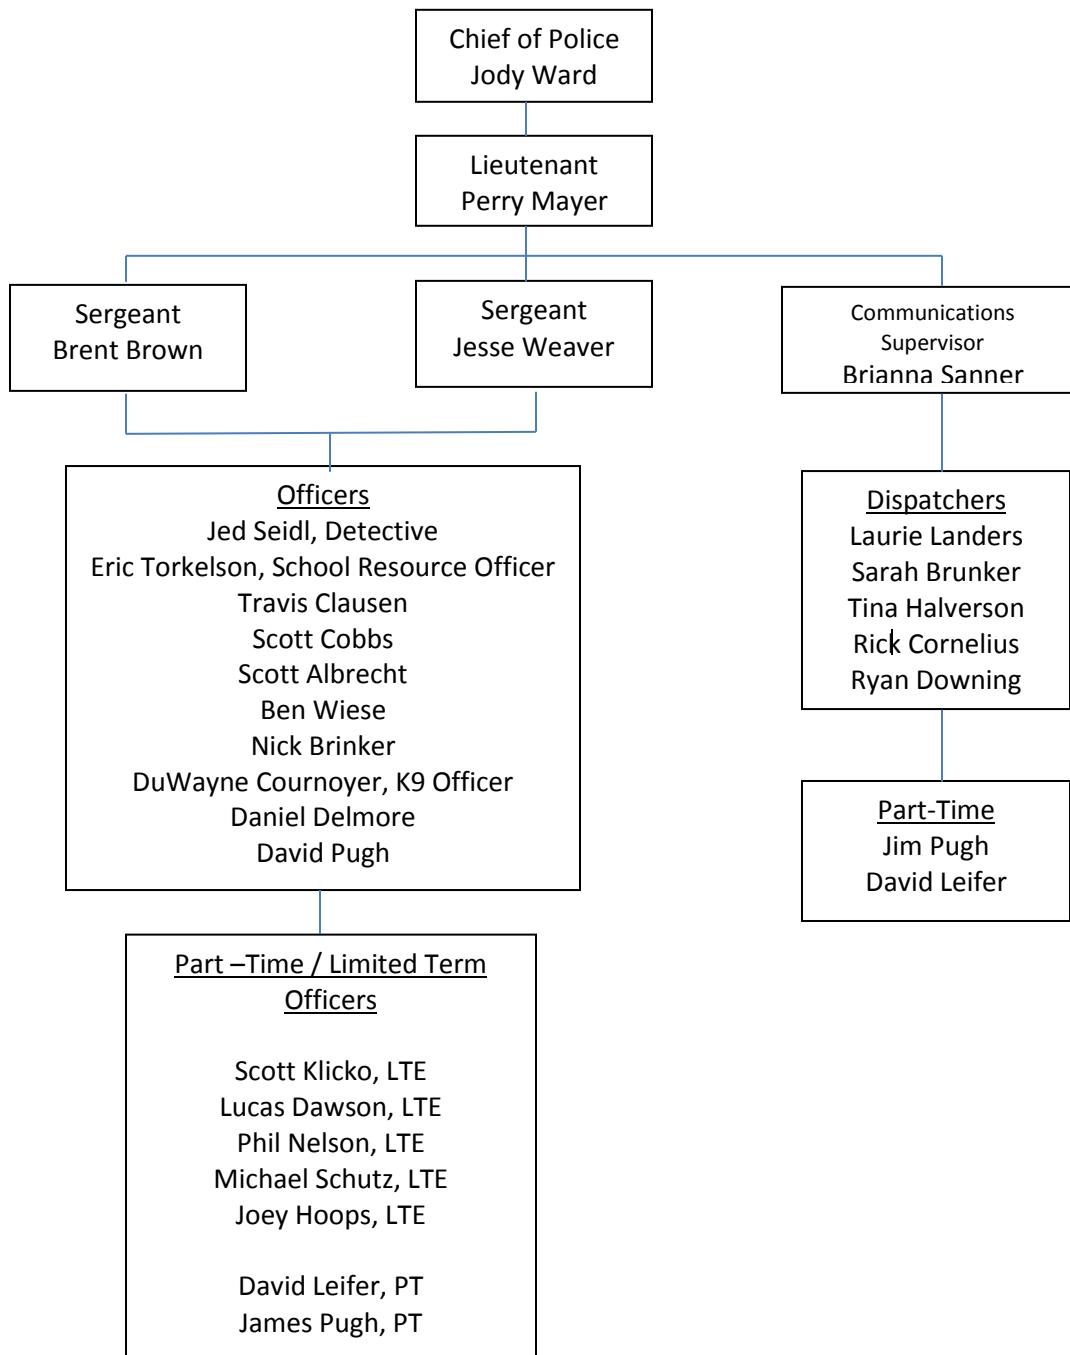 Chief of Police
Jody Ward
Lieutenant
Perry Mayer
Sergeant
Brent Brown
Sergeant
Jesse Weaver
Communications
Supervisor
Brianna Sanner
Officers
Jed Seidl, Detective
Eric Torkelson, School Resource Officer
Travis Clausen
Scott Cobbs
Scott Albrecht
Ben Wiese
Nick Brinker
DuWayne Cournoyer, K9 Officer
Daniel Delmore
David Pugh
Dispatchers
Laurie Landers
Sarah Brunker
Tina Halverson
Rick Cornelius
Ryan Downing
Part-Time
Jim Pugh
David Leifer
Part –Time / Limited Term
Officers
Scott Klicko, LTE
Lucas Dawson, LTE
Phil Nelson, LTE
Michael Schutz, LTE
Joey Hoops, LTE
David Leifer, PT
James Pugh, PT